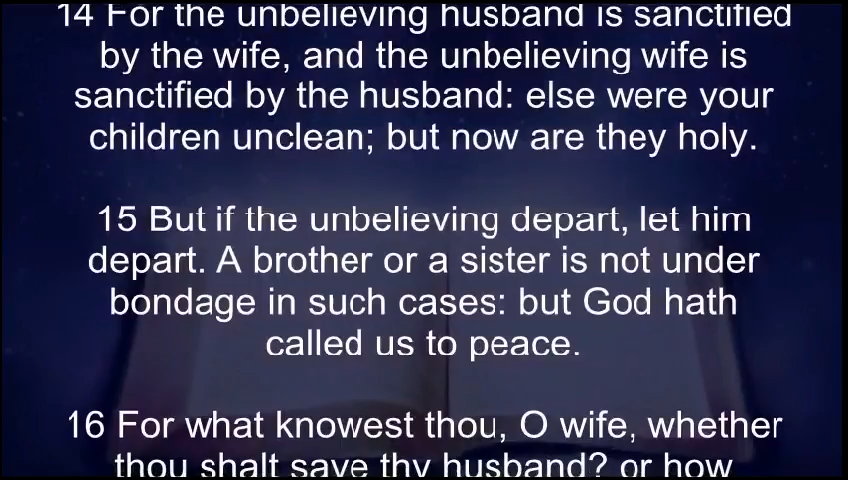 14 For the unbelieving husband is sanctified
by the wife, and the unbelieving wife is
sanctified by the husband: else were your
children unclean; but now are they holy.
15 But if the unbelieving depart, let him
depart. A brother or a sister is not under
bondage in such cases: but God hath
called us to peace.
16 For what knowest thou, O wife, whether
thou shalt save thy husband? or how